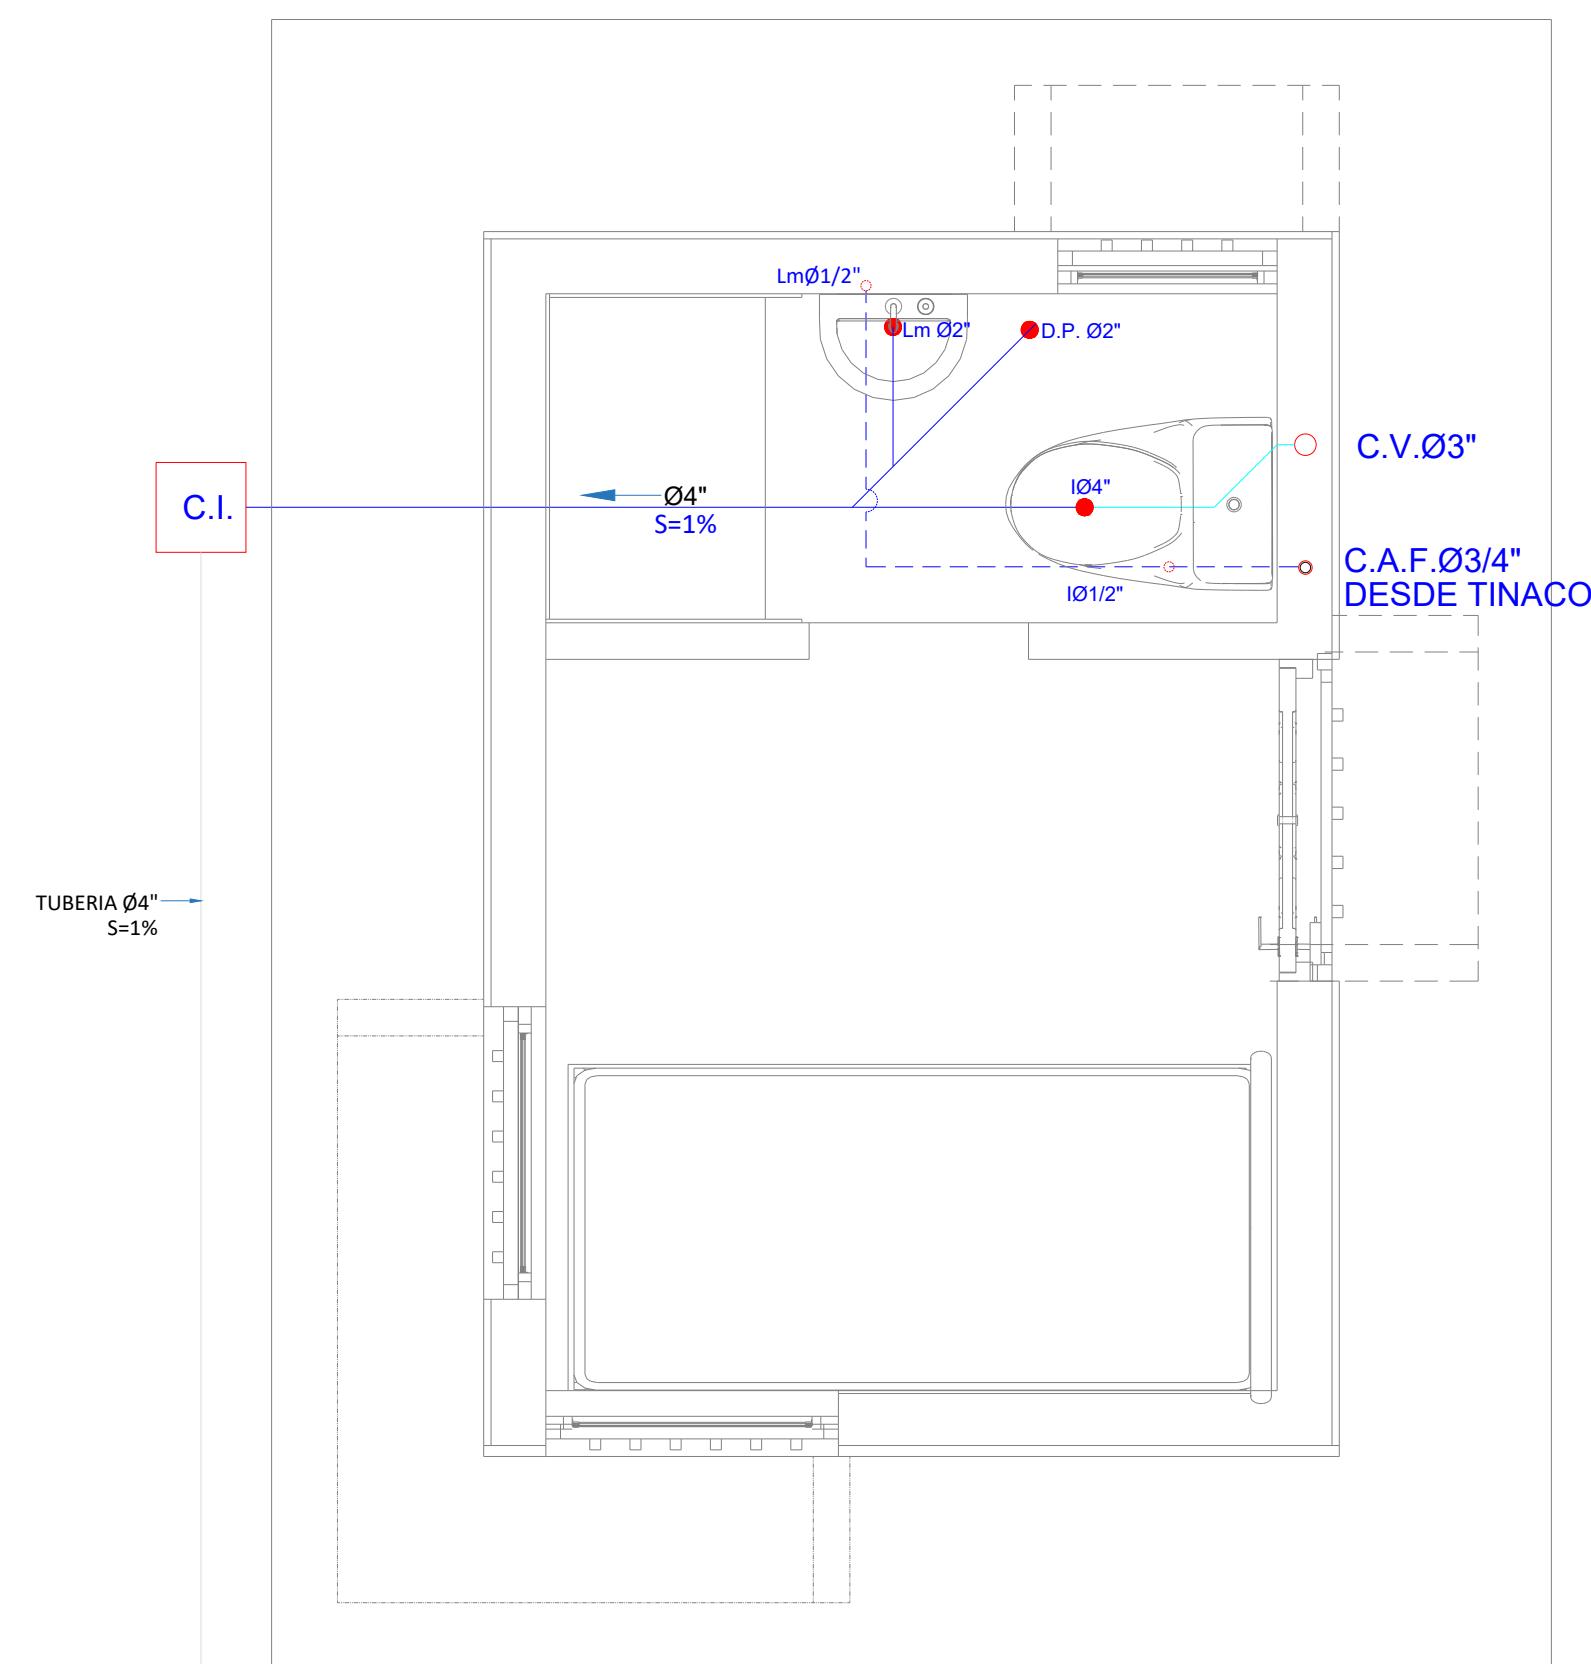 LmØ1/2"
Lm Ø2"
D.P. Ø2"
C.V.Ø3"
IØ4"
Ø4"
S=1%
C.I.
C.A.F.Ø3/4"
DESDE TINACO
IØ1/2"
TUBERIA Ø4"
S=1%